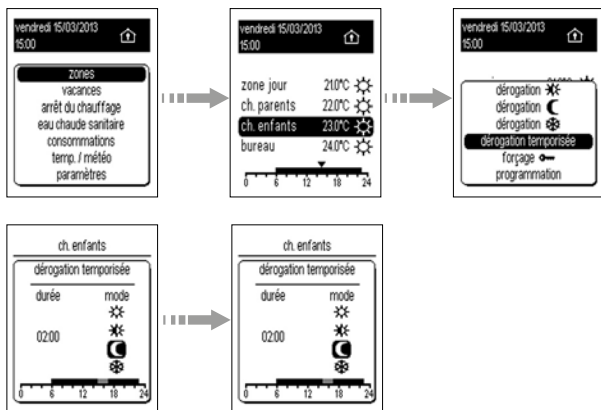 vendredi 15/03/2013
15:00
zones
vacances
arrêt du chauffage
eau chaude sanitaire
consommations
temp. / météo
paramètres
vendredi 15/03/2013
15:00
zone jour 21.0°C
ch. parents 22.0°C
ch. enfants 23.0°C
bureau 24.0°C
0 6 12 18 24
vendredi 15/03/2013
15:00
dérogation
dérogation
dérogation
dérogation temporisée
forçage
programmation
ch. enfants
dérogation temporisée
durée mode
02:00
0 6 12 18 24
ch. enfants
dérogation temporisée
durée mode
02:00
0 6 12 18 24